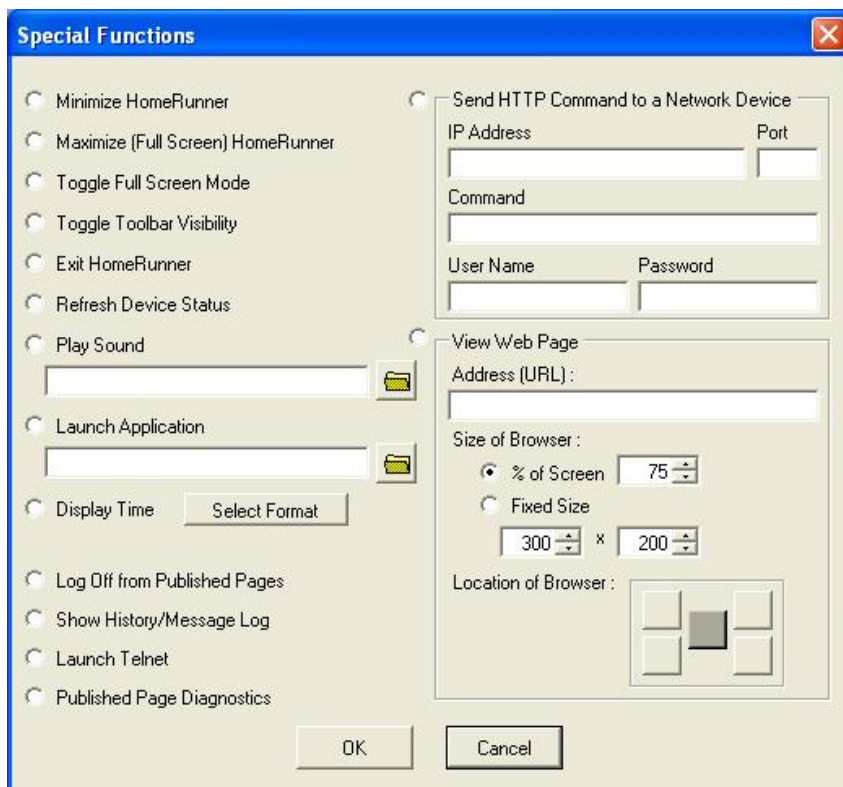 Special Functions
Minimize HomeRunner
Maximize (Full Screen) HomeRunner
Toggle Full Screen Mode
Toggle Toolbar Visibility
Exit HomeRunner
Refresh Device Status
Play Sound
Launch Application
Display Time
Select Format
Log Off from Published Pages
Show History/Message Log
Launch Telnet
Published Page Diagnostics
Send HTTP Command to a Network Device
IP Address Port
Command
User Name Password
View Web Page
Address (URL) :
Size of Browser :
% of Screen 75
Fixed Size
300 x 200
Location of Browser :
OK
Cancel